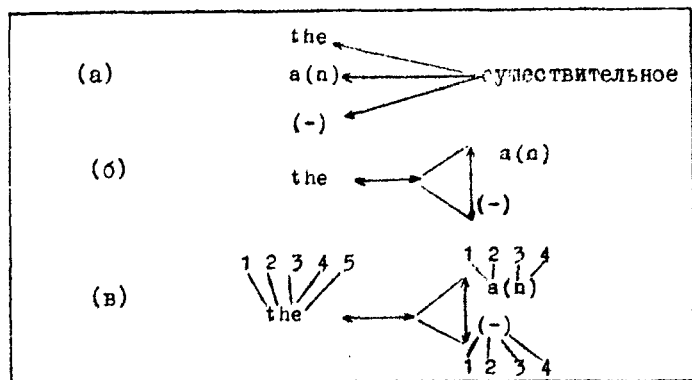 the
(а) a(n) существительное
(-)
(б) the a(n)
(-)
1 2 3 4 5 1 2 3 4
(в) the a(n)
(-)
1 2 3 4